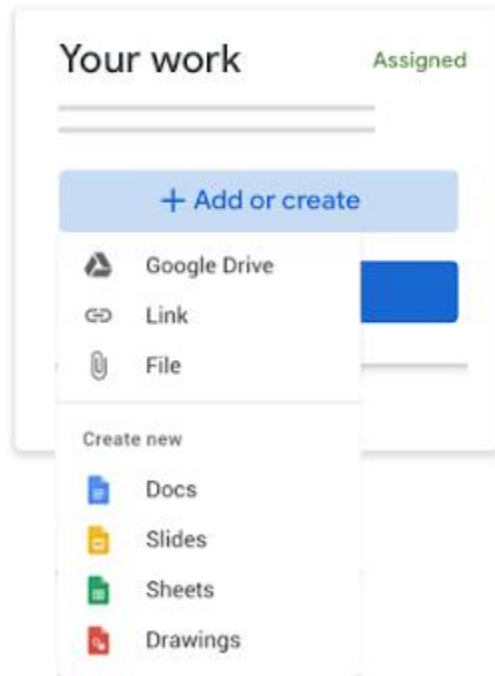 Your work
Assigned
+ Add or create
Google Drive
Link
File
Create new
Docs
Slides
Sheets
Drawings